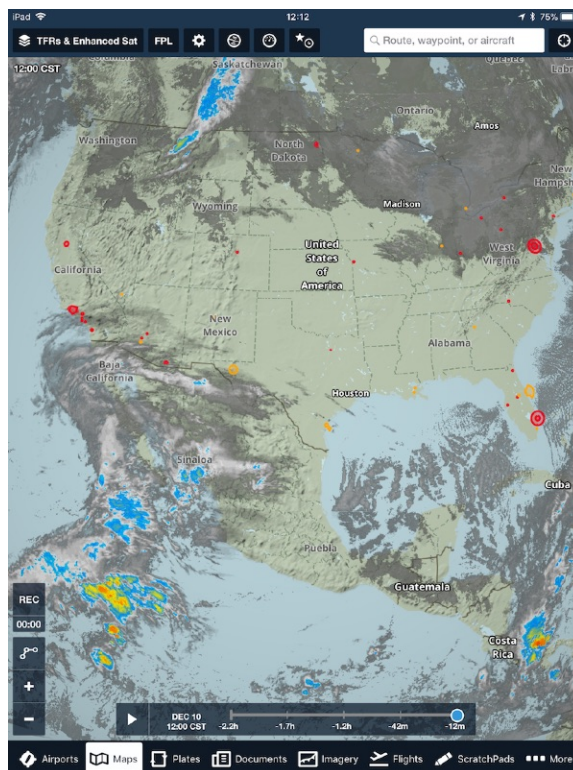 iPad
12:12
75%
TFRs & Enhanced Sat
FPL
Route, waypoint, or aircraft
12:00 CST
Columbia
Saskatchewan
Quebec
Ontario
Amos
Washington
North
Dakota
New
Hampsh
Madison
Wyoming
United
States
of
America
West
Virginia
California
New
Mexico
Alabama
Baja
California
Houston
Sinaloa
Cuba
Puebla
Guatemala
REC
00:00
Costa
Rica
+
−
DEC 10
12:00 CST
-2.2h
-1.7h
-1.2h
-42m
-12m
Airports
Maps
Plates
Documents
Imagery
Flights
ScratchPads
More